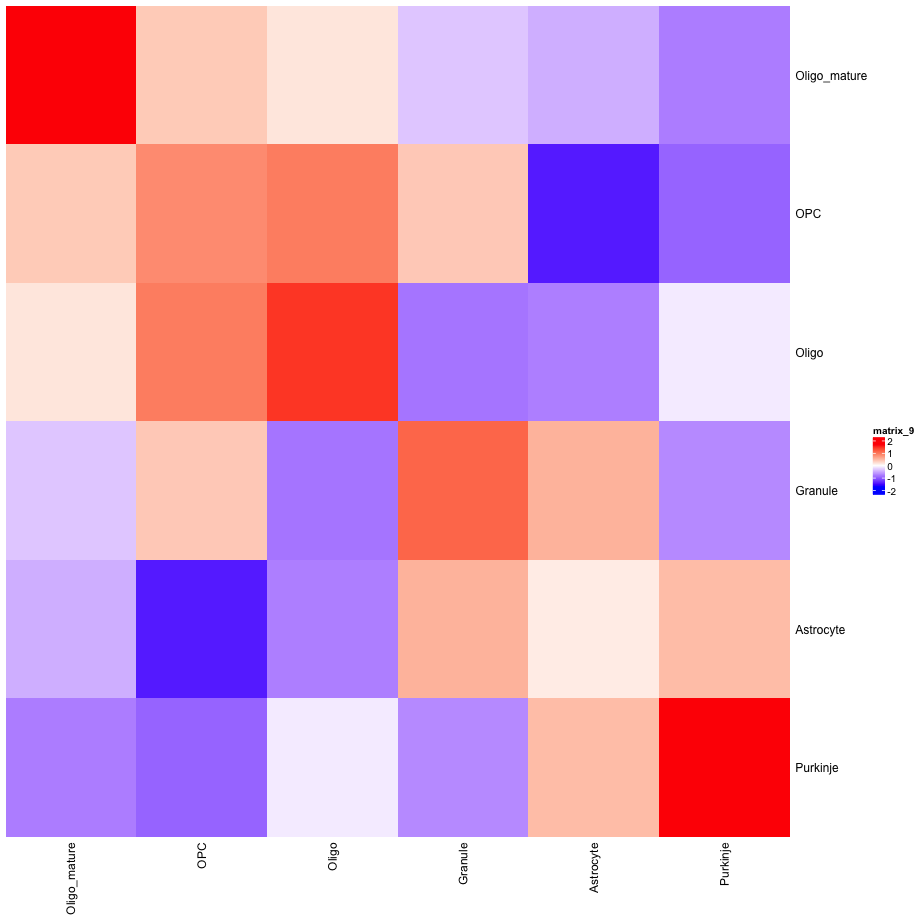 Oligo_mature
OPC
Oligo
Granule
Astrocyte
Purkinje
matrix_9
2
1
0
-1
-2
Oligo_mature
OPC
Oligo
Granule
Astrocyte
Purkinje